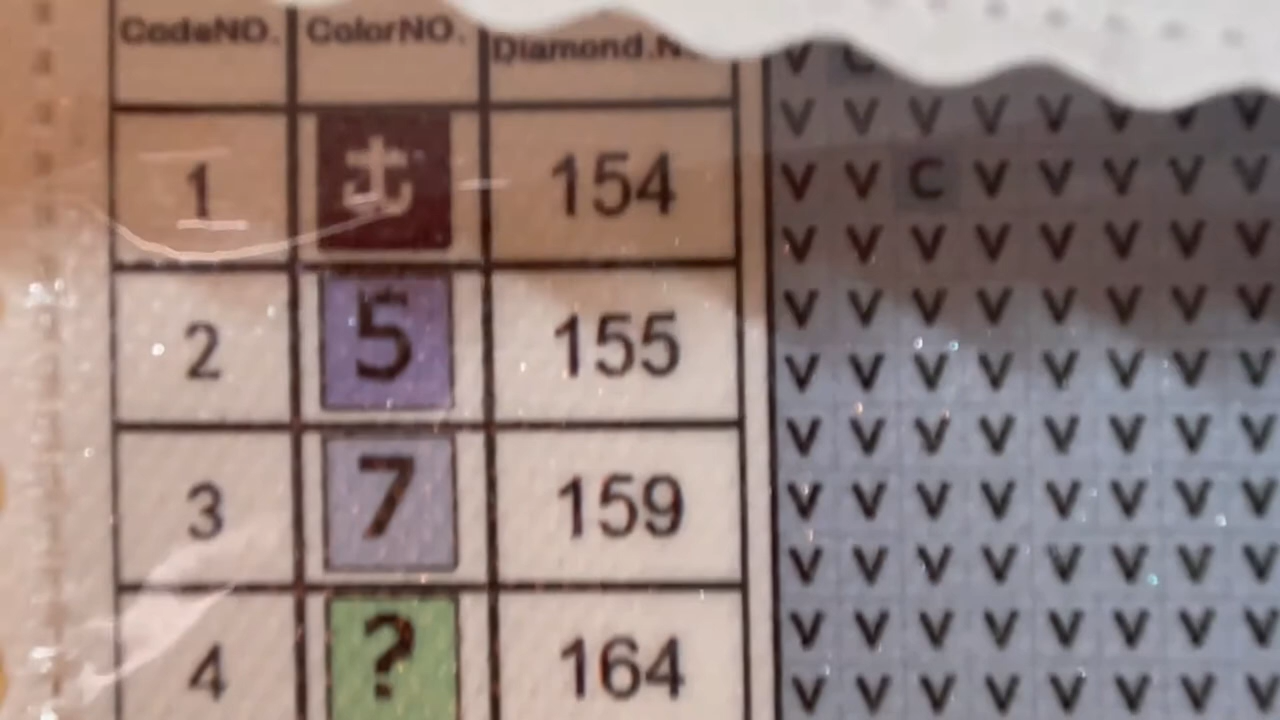 CodeNO. ColorNO. Diamond.N
V
V V V V V V V V
1 154 V V C V V V V V
V V V V V V V V
2 5 155 V V V V V V V V
V V V V V V V V
V V V V V V V V
3 7 159 V V V V V V V V
V V V V V V V V
4 ? 164 V V V V V V V V
V V V V V V V V